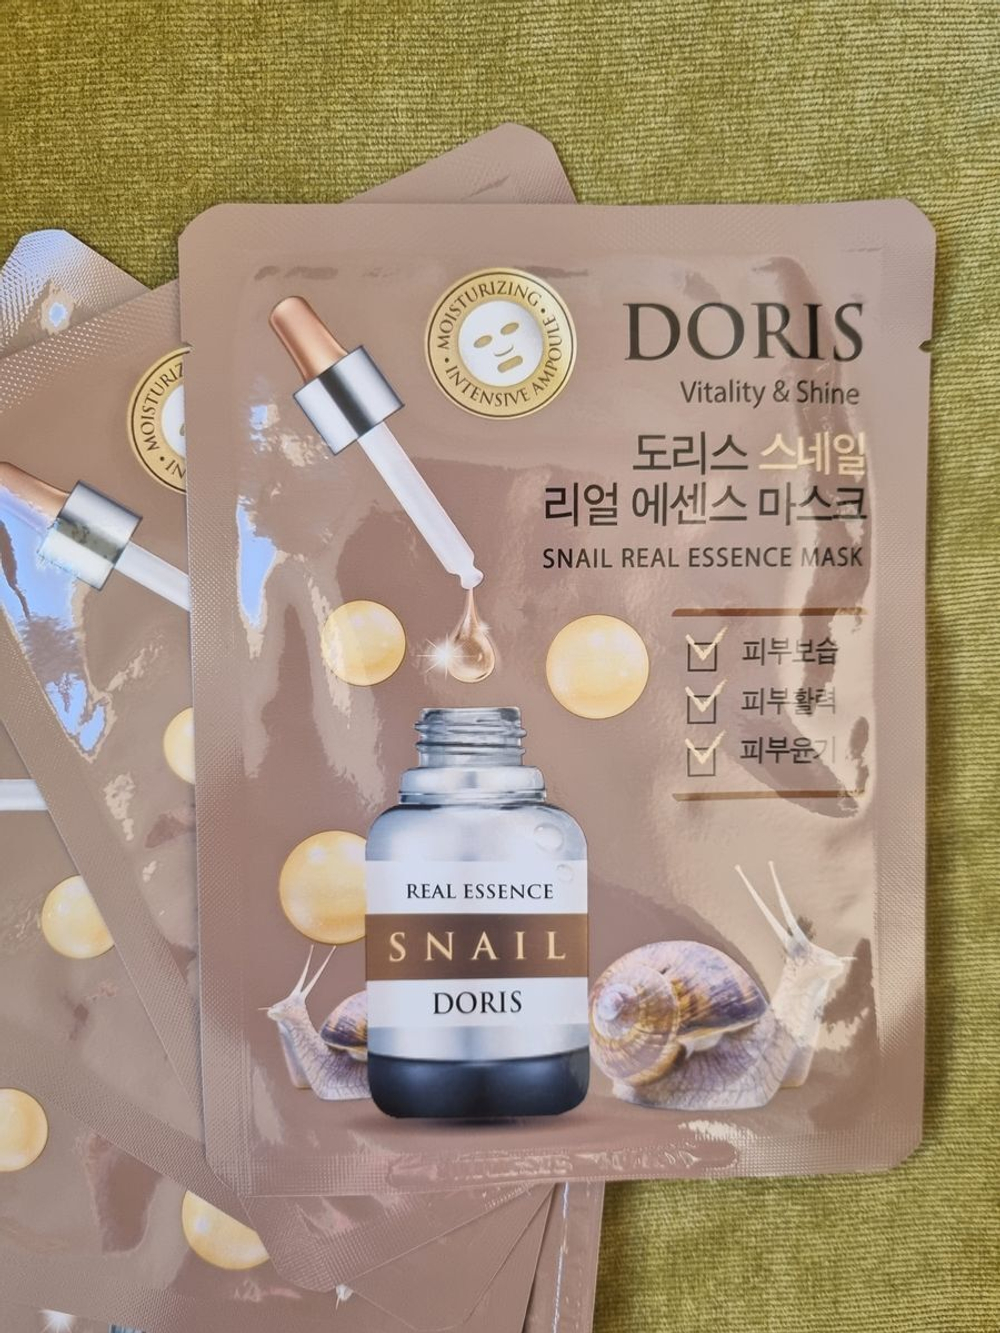 MOISTURIZING • INTENSIVE AMPOULE •
DORIS
Vitality & Shine
도리스 스네일
리얼 에센스 마스크
SNAIL REAL ESSENCE MASK
피부보습
피부활력
피부윤기
REAL ESSENCE
SNAIL
DORIS
MOISTURIZ
IN